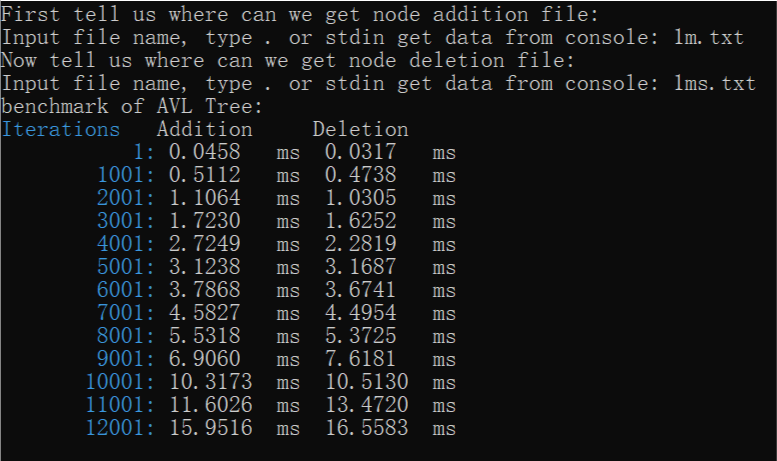 First tell us where can we get node addition file:
Input file name, type . or stdin get data from console: lm.txt
Now tell us where can we get node deletion file:
Input file name, type . or stdin get data from console: lms.txt
benchmark of AVL Tree:
Iterations Addition Deletion
1: 0.0458 ms 0.0317 ms
1001: 0.5112 ms 0.4738 ms
2001: 1.1064 ms 1.0305 ms
3001: 1.7230 ms 1.6252 ms
4001: 2.7249 ms 2.2819 ms
5001: 3.1238 ms 3.1687 ms
6001: 3.7868 ms 3.6741 ms
7001: 4.5827 ms 4.4954 ms
8001: 5.5318 ms 5.3725 ms
9001: 6.9060 ms 7.6181 ms
10001: 10.3173 ms 10.5130 ms
11001: 11.6026 ms 13.4720 ms
12001: 15.9516 ms 16.5583 ms